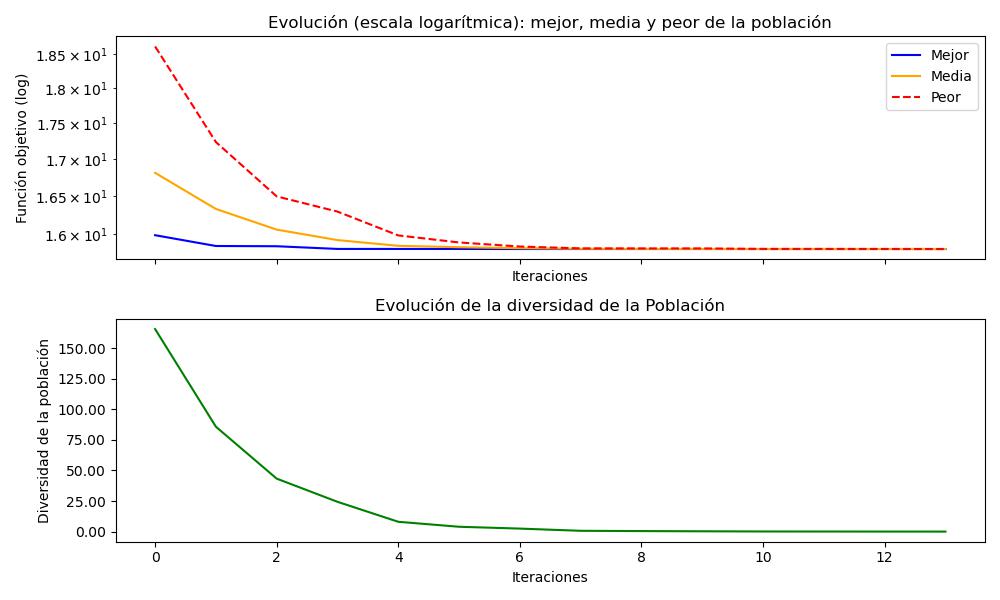 Evolución (escala logarítmica): mejor, media y peor de la población
Función objetivo (log)
1.85 × 10¹
1.8 × 10¹
1.75 × 10¹
1.7 × 10¹
1.65 × 10¹
1.6 × 10¹
Mejor
Media
Peor
Iteraciones
Evolución de la diversidad de la Población
Diversidad de la población
150.00
125.00
100.00
75.00
50.00
25.00
0.00
0 2 4 6 8 10 12
Iteraciones